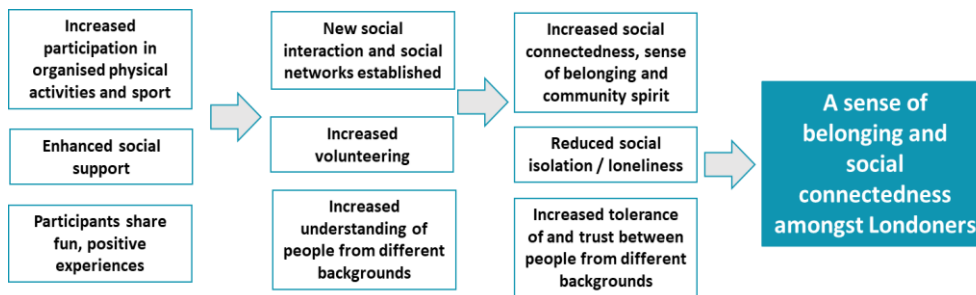 Increased
participation in
organised physical
activities and sport
Enhanced social
support
Participants share
fun, positive
experiences
New social
interaction and social
networks established
Increased
volunteering
Increased
understanding of
people from different
backgrounds
Increased social
connectedness, sense
of belonging and
community spirit
Reduced social
isolation / loneliness
Increased tolerance
of and trust between
people from different
backgrounds
A sense of
belonging and
social
connectedness
amongst Londoners